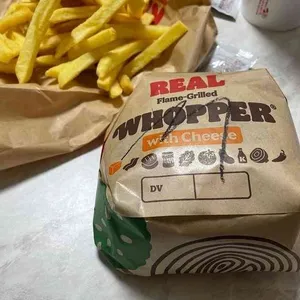 REAL
Flame-Grilled
WHOPPER®
with Cheese
DV